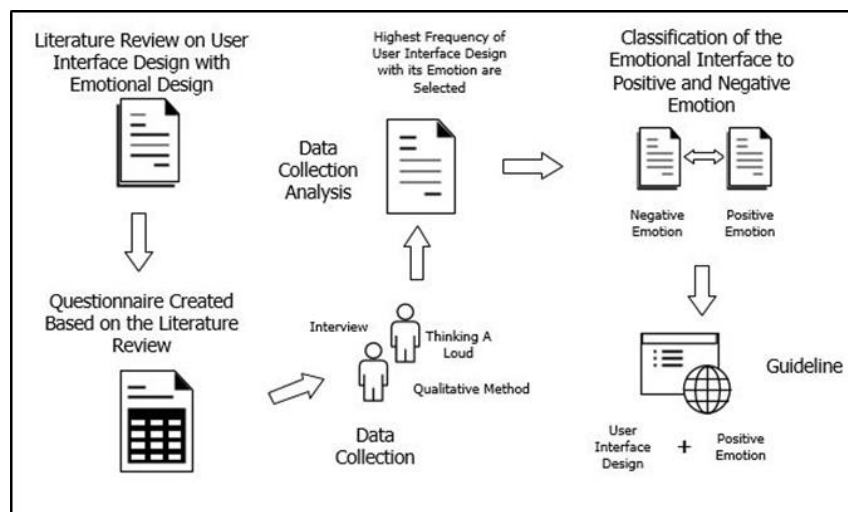 Literature Review on User
Interface Design with
Emotional Design
Questionnaire Created
Based on the Literature
Review
Interview
Thinking A
Loud
Qualitative Method
Data
Collection
Data
Collection
Analysis
Highest Frequency of
User Interface Design
with its Emotion are
Selected
Classification of the
Emotional Interface to
Positive and Negative
Emotion
Negative
Emotion
Positive
Emotion
Guideline
User
Interface
Design
+
Positive
Emotion